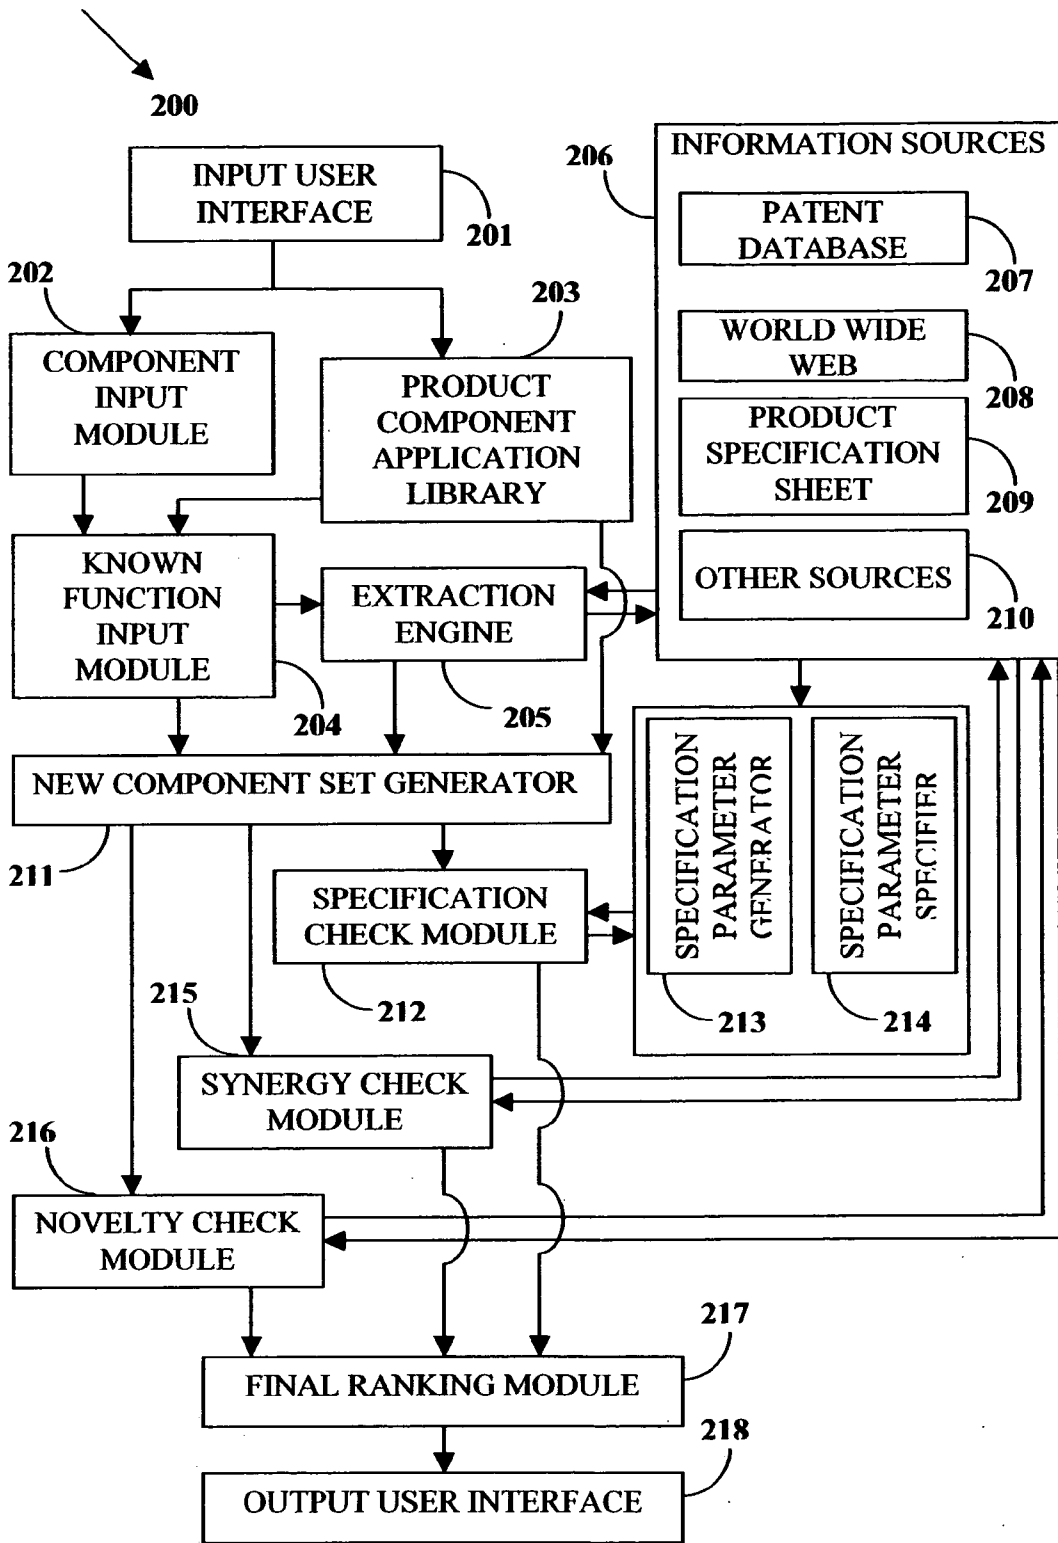 200
INPUT USER
INTERFACE
201
INFORMATION SOURCES
206
PATENT
DATABASE
207
WORLD WIDE
WEB
208
PRODUCT
SPECIFICATION
SHEET
209
OTHER SOURCES
210
202
COMPONENT
INPUT
MODULE
203
PRODUCT
COMPONENT
APPLICATION
LIBRARY
KNOWN
FUNCTION
INPUT
MODULE
204
EXTRACTION
ENGINE
205
NEW COMPONENT SET GENERATOR
211
SPECIFICATION
CHECK MODULE
212
SPECIFICATION
PARAMETER
GENERATOR
213
SPECIFICATION
PARAMETER
SPECIFIER
214
215
SYNERGY CHECK
MODULE
216
NOVELTY CHECK
MODULE
217
FINAL RANKING MODULE
218
OUTPUT USER INTERFACE